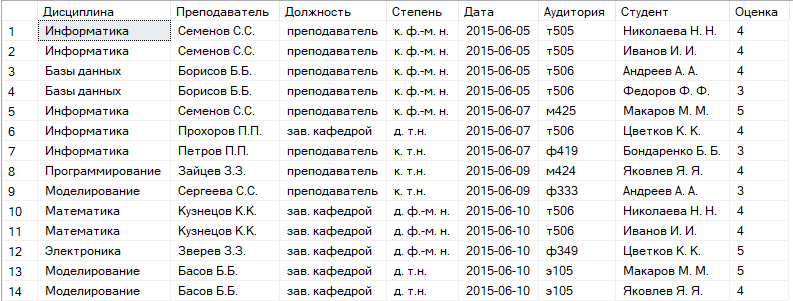 Дисциплина Преподаватель Должность Степень Дата Аудитория Студент Оценка
1 Информатика Семенов С.С. преподаватель к. ф.-м. н. 2015-06-05 т505 Николаева Н. Н. 4
2 Информатика Семенов С.С. преподаватель к. ф.-м. н. 2015-06-05 т505 Иванов И. И. 4
3 Базы данных Борисов Б.Б. преподаватель к. ф.-м. н. 2015-06-05 т506 Андреев А. А. 4
4 Базы данных Борисов Б.Б. преподаватель к. ф.-м. н. 2015-06-05 т506 Федоров Ф. Ф. 3
5 Информатика Семенов С.С. преподаватель к. ф.-м. н. 2015-06-07 м425 Макаров М. М. 5
6 Информатика Прохоров П.П. зав. кафедрой д. т.н. 2015-06-07 т506 Цветков К. К. 4
7 Информатика Петров П.П. преподаватель к. т.н. 2015-06-07 ф419 Бондаренко Б. Б. 3
8 Программирование Зайцев З.З. преподаватель к. т.н. 2015-06-09 м424 Яковлев Я. Я. 4
9 Моделирование Сергеева С.С. преподаватель к. т.н. 2015-06-09 ф333 Андреев А. А. 3
10 Математика Кузнецов К.К. зав. кафедрой д. ф.-м. н. 2015-06-10 т506 Николаева Н. Н. 4
11 Математика Кузнецов К.К. зав. кафедрой д. ф.-м. н. 2015-06-10 т506 Иванов И. И. 4
12 Электроника Зверев З.З. зав. кафедрой д. т.н. 2015-06-10 ф349 Цветков К. К. 5
13 Моделирование Басов Б.Б. зав. кафедрой д. т.н. 2015-06-10 э105 Макаров М. М. 5
14 Моделирование Басов Б.Б. зав. кафедрой д. т.н. 2015-06-10 э105 Яковлев Я. Я. 4